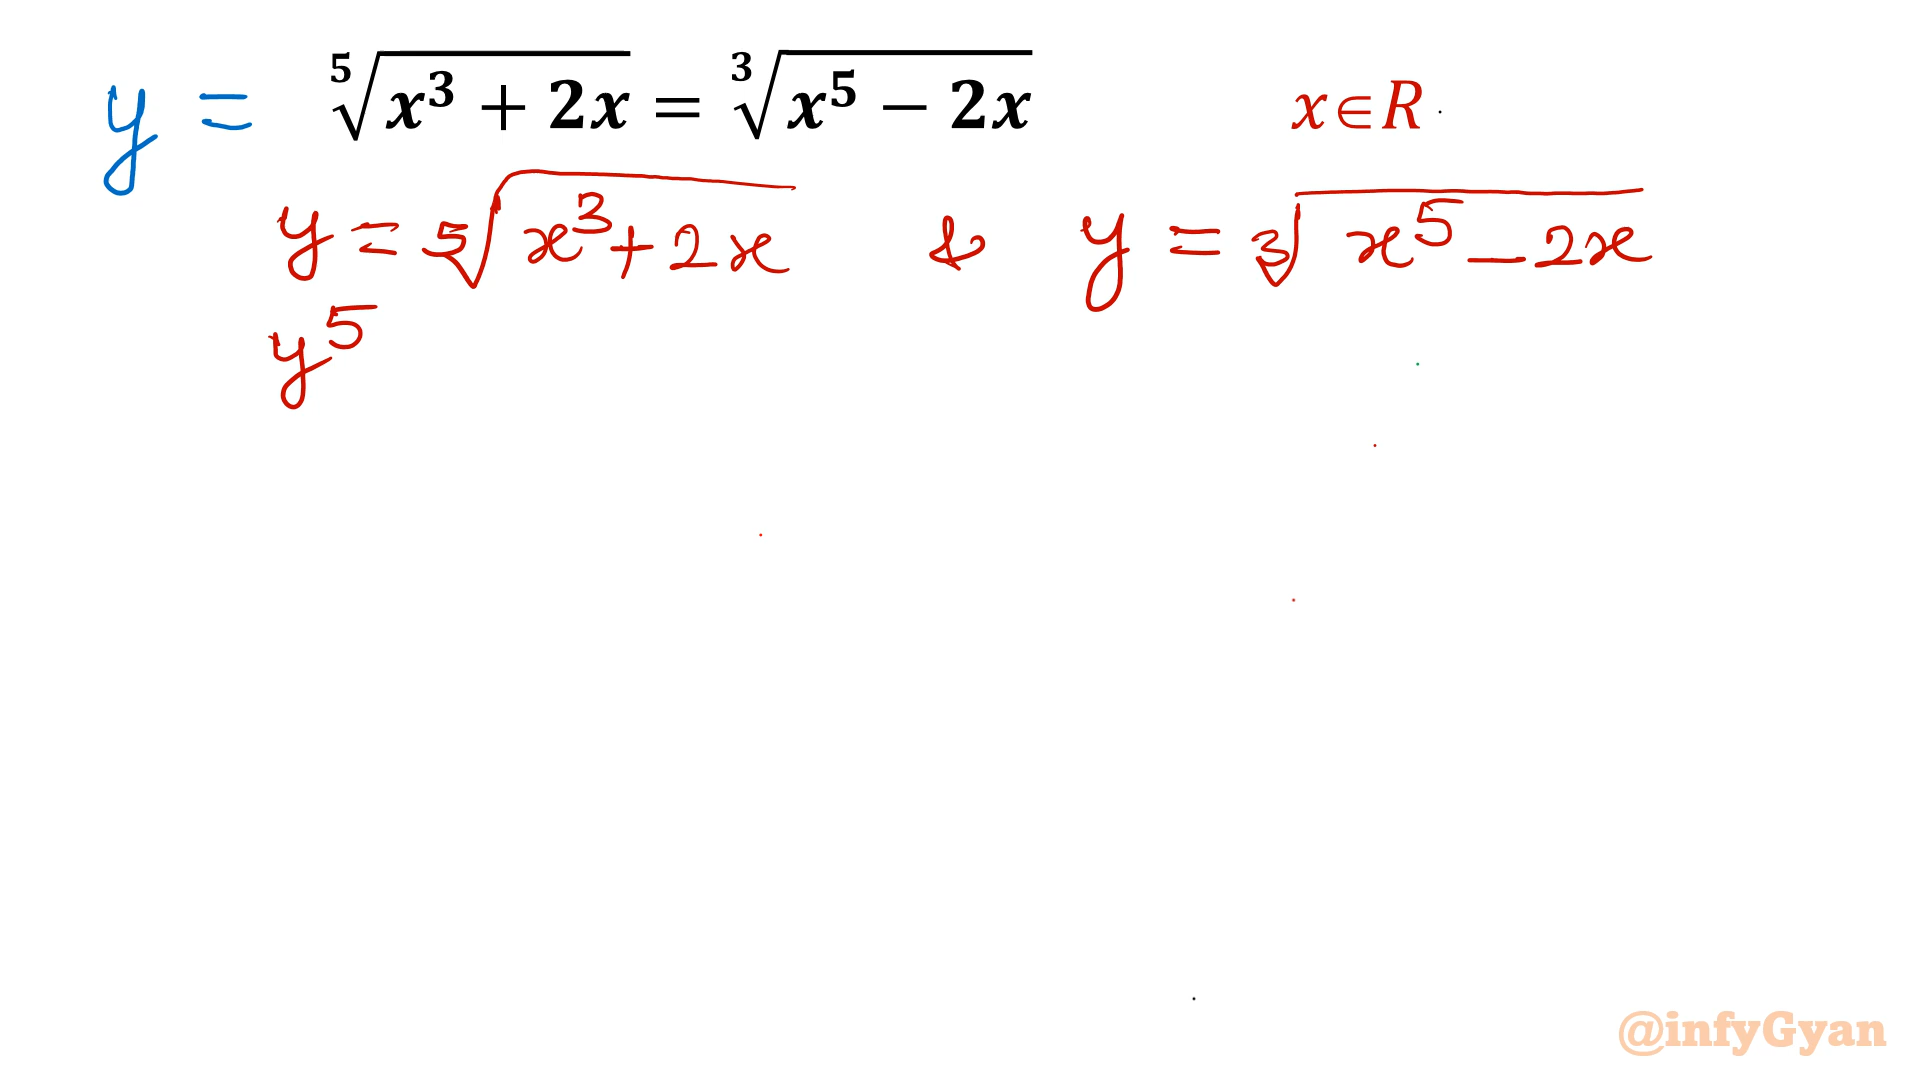 y = ⁵√(x³ + 2x) = ³√(x⁵ − 2x) x∈R
y = ⁵√(x³ + 2x) & y = ³√(x⁵ − 2x)
y⁵
@infyGyan